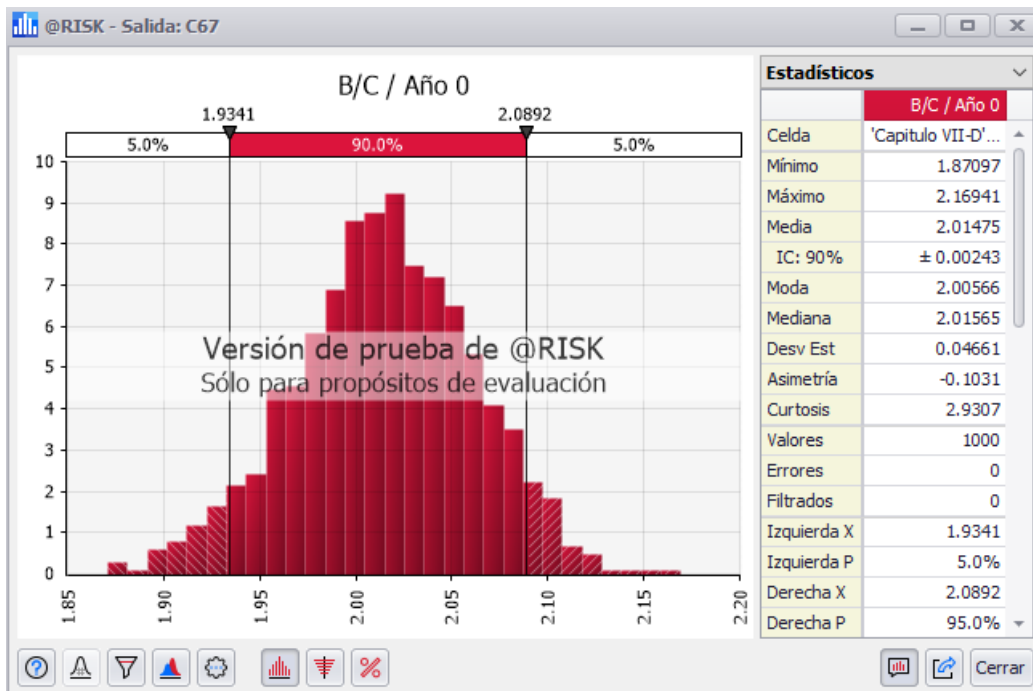 @RISK - Salida: C67
B/C / Año 0
1.9341 2.0892
5.0% 90.0% 5.0%
10
9
8
7
6
5
4
3
2
1
0
1.85 1.90 1.95 2.00 2.05 2.10 2.15 2.20
Versión de prueba de @RISK
Sólo para propósitos de evaluación
Estadísticos
B/C / Año 0
Celda 'Capitulo VII-D'...
Mínimo 1.87097
Máximo 2.16941
Media 2.01475
IC: 90% ± 0.00243
Moda 2.00566
Mediana 2.01565
Desv Est 0.04661
Asimetría -0.1031
Curtosis 2.9307
Valores 1000
Errores 0
Filtrados 0
Izquierda X 1.9341
Izquierda P 5.0%
Derecha X 2.0892
Derecha P 95.0%
Cerrar